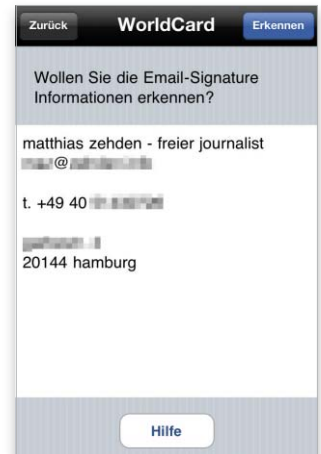 Zurück
WorldCard
Erkennen
Wollen Sie die Email-Signature
Informationen erkennen?
matthias zehden - freier journalist
@
t. +49 40
20144 hamburg
Hilfe